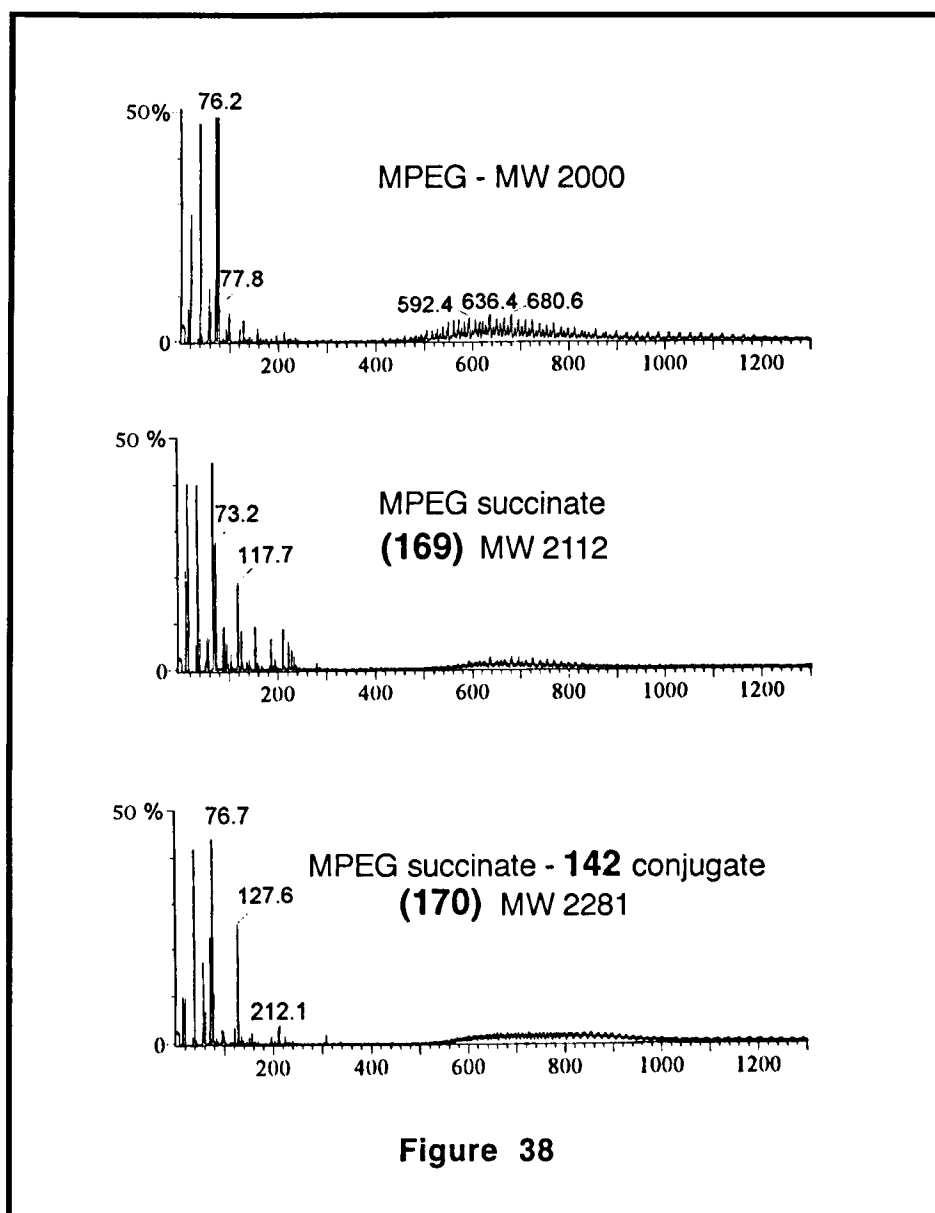 50%
76.2
MPEG - MW 2000
77.8
592.4 636.4 680.6
0
200 400 600 800 1000 1200
50 %
MPEG succinate
73.2
(169) MW 2112
117.7
0
200 400 600 800 1000 1200
50 %
76.7
MPEG succinate - 142 conjugate
127.6
(170) MW 2281
212.1
0
200 400 600 800 1000 1200
Figure 38